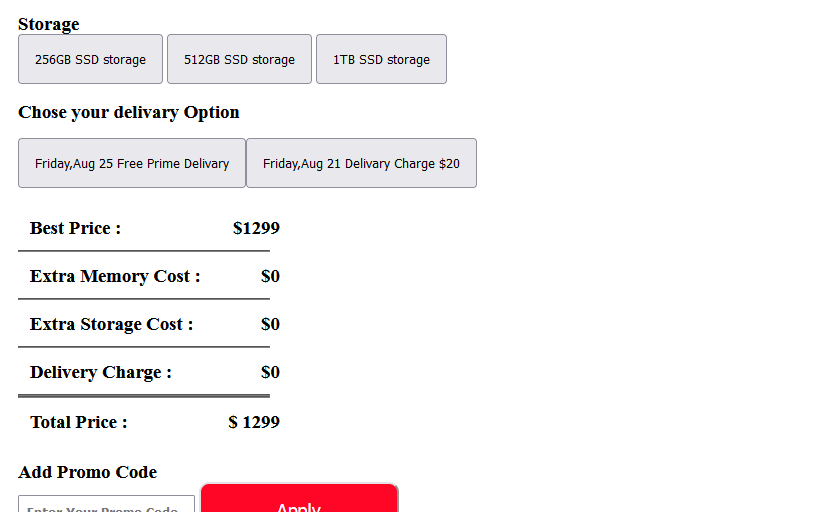 Storage
256GB SSD storage 512GB SSD storage 1TB SSD storage
Chose your delivary Option
Friday,Aug 25 Free Prime Delivary Friday,Aug 21 Delivary Charge $20
Best Price : $1299
Extra Memory Cost : $0
Extra Storage Cost : $0
Delivery Charge : $0
Total Price : $ 1299
Add Promo Code
Enter Your Promo Code Apply